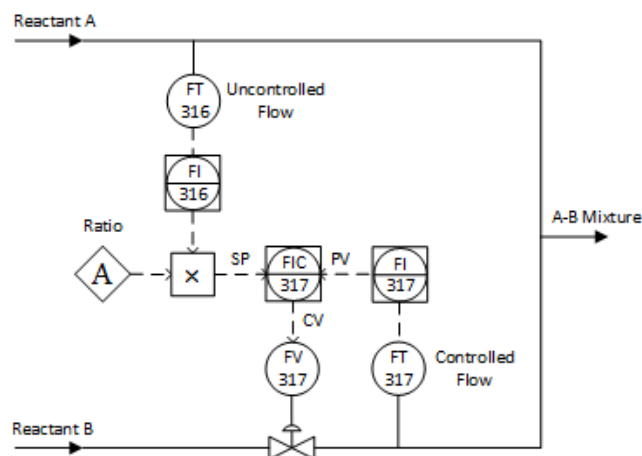 Reactant A
FT
316
Uncontrolled
Flow
FI
316
Ratio
A-B Mixture
A
×
SP
FIC
317
PV
FI
317
CV
FV
317
FT
317
Controlled
Flow
Reactant B